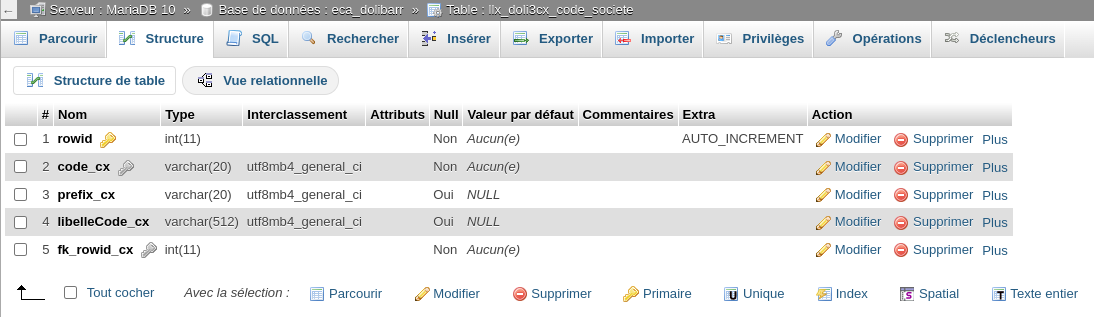 ← Serveur : MariaDB 10 » Base de données : eca_dolibarr » Table : llx_doli3cx_code_societe
Parcourir Structure SQL Rechercher Insérer Exporter Importer Privilèges Opérations Déclencheurs
Structure de table Vue relationnelle
# Nom Type Interclassement Attributs Null Valeur par défaut Commentaires Extra Action
1 rowid int(11) Non Aucun(e) AUTO_INCREMENT Modifier Supprimer Plus
2 code_cx varchar(20) utf8mb4_general_ci Non Aucun(e) Modifier Supprimer Plus
3 prefix_cx varchar(20) utf8mb4_general_ci Oui NULL Modifier Supprimer Plus
4 libelleCode_cx varchar(512) utf8mb4_general_ci Oui NULL Modifier Supprimer Plus
5 fk_rowid_cx int(11) Non Aucun(e) Modifier Supprimer Plus
Tout cocher Avec la sélection : Parcourir Modifier Supprimer Primaire Unique Index Spatial Texte entier